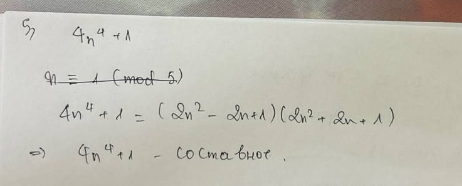 5) 4n⁴+1
n ≡ 1 (mod 5)
4n⁴+1 = (2n²-2n+1)(2n²+2n+1)
⇒ 4n⁴+1 - составное.